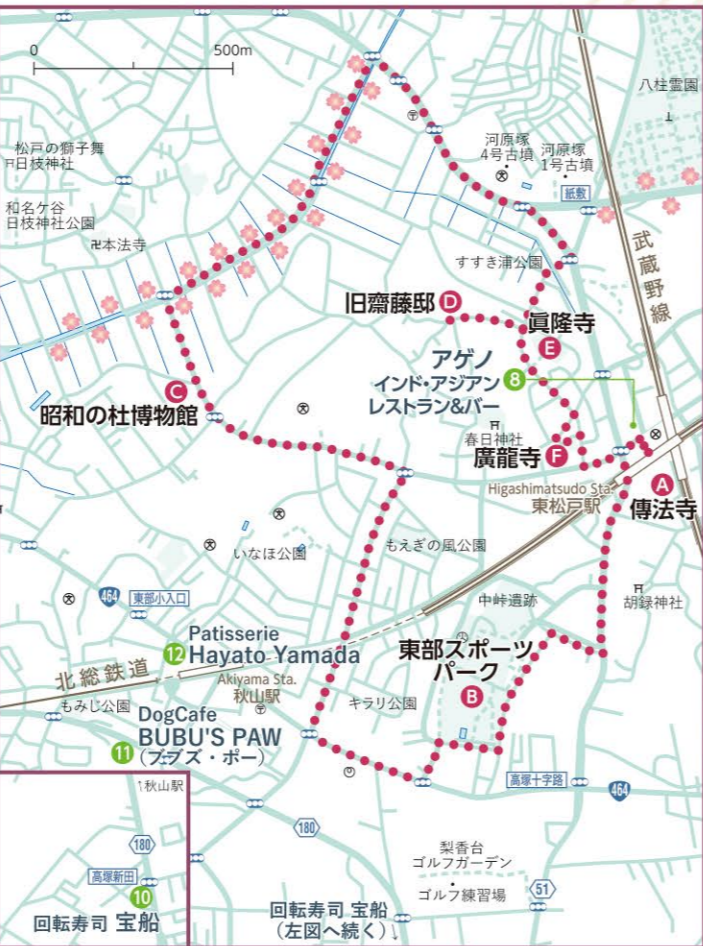 0 500m
八柱霊園
松戸の獅子舞
日枝神社
河原塚
4号古墳
河原塚
1号古墳
紙敷
和名ケ谷
日枝神社公園
卍本法寺
武蔵野線
すすき浦公園
旧齋藤邸 D
眞隆寺
E
アゲノ
インド・アジアン
レストラン&バー
8
C
昭和の杜博物館
春日神社
廣龍寺 F
Higashimatsudo Sta.
東松戸駅
A
傳法寺
いなほ公園
もえぎの風公園
464
東部小入口
中峠遺跡
胡録神社
Patisserie
12 Hayato Yamada
東部スポーツ
パーク
B
北総鉄道
Akiyama Sta.
秋山駅
もみじ公園
キラリ公園
DogCafe
BUBU'S PAW
11 (ブブズ・ポー)
高塚十字路
464
↑秋山駅
180
180
高塚新田
10
回転寿司 宝船
梨香台
ゴルフガーデン
ゴルフ練習場
51
回転寿司 宝船
(左図へ続く)↓